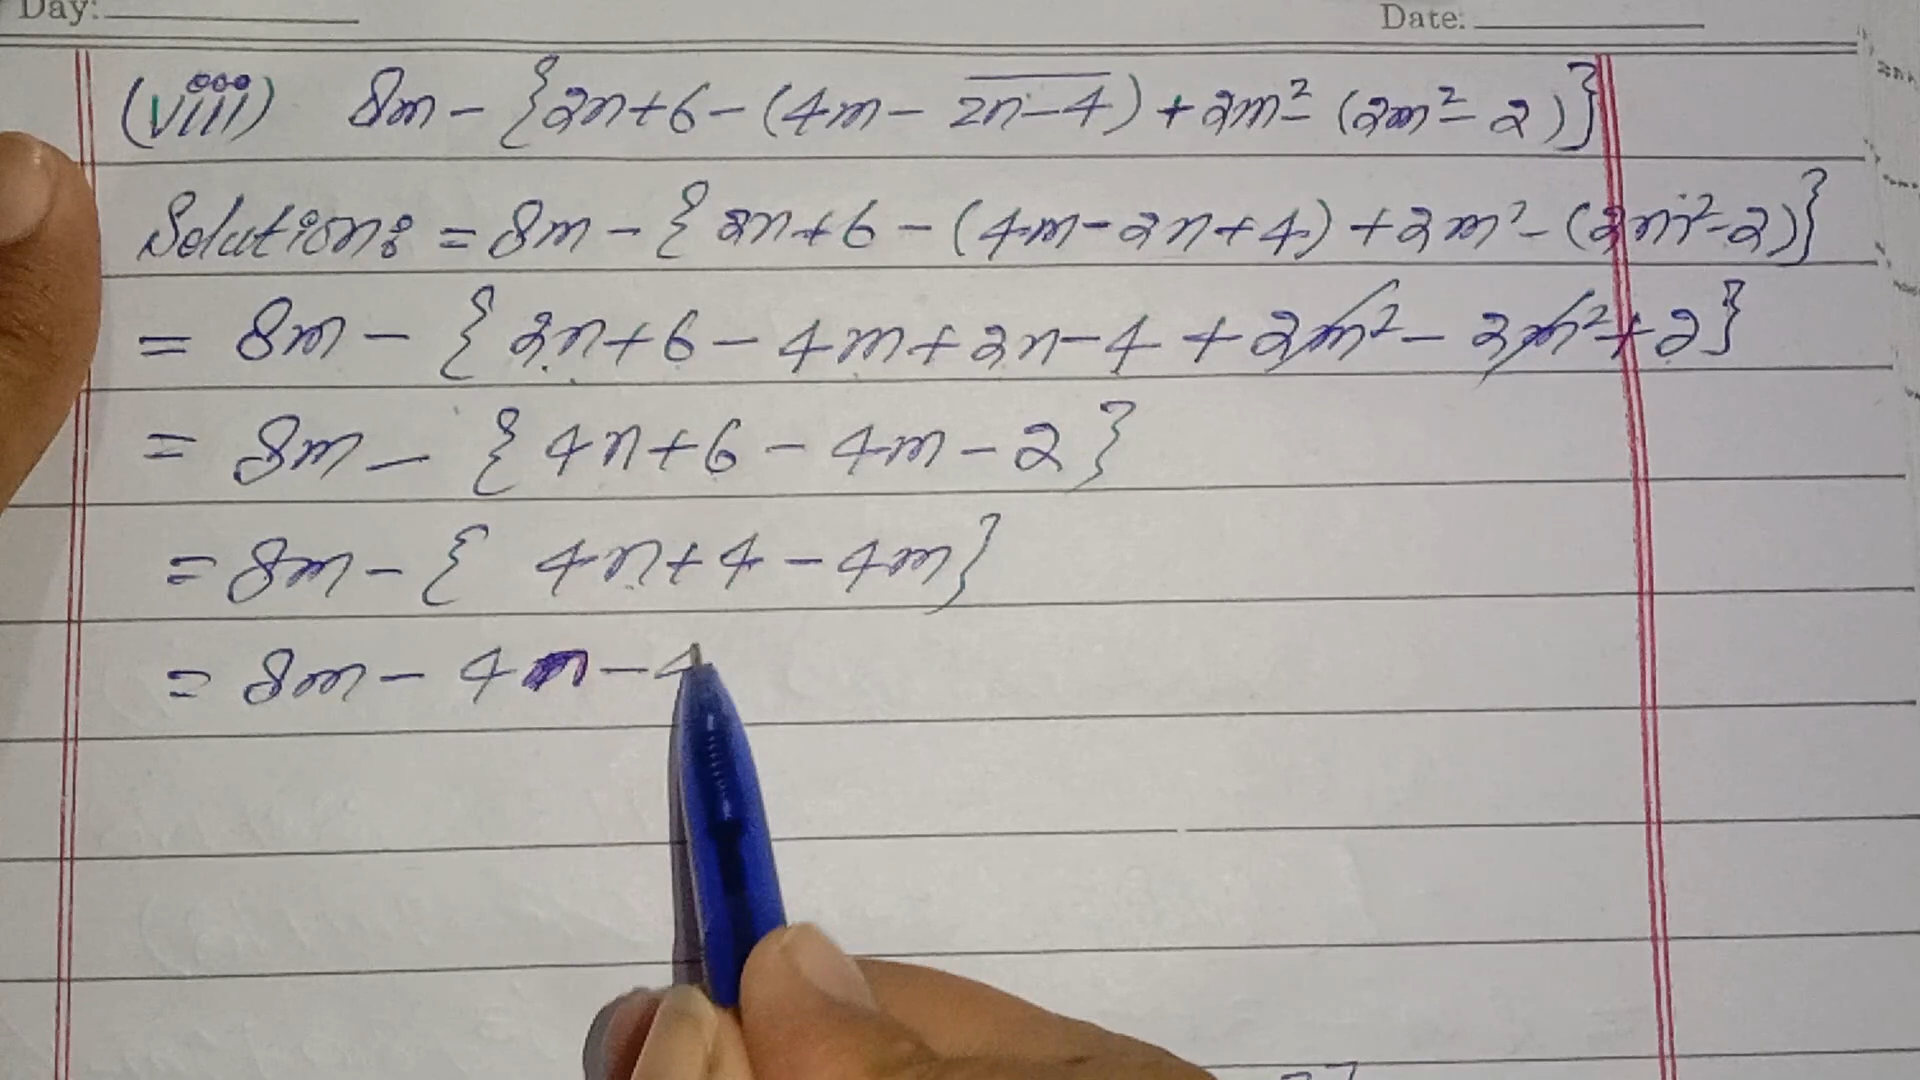 Day: Date:
(viii) 8m - {2n+6-(4m-\overline{2n-4})+2m²-(2m²-2)}
Solution: = 8m - {2n+6-(4m-2n+4)+2m²-(2m²-2)}
= 8m - {2n+6-4m+2n-4+2m²-2m²+2}
= 8m - {4n+6-4m-2}
= 8m - {4n+4-4m}
= 8m - 4n - 4